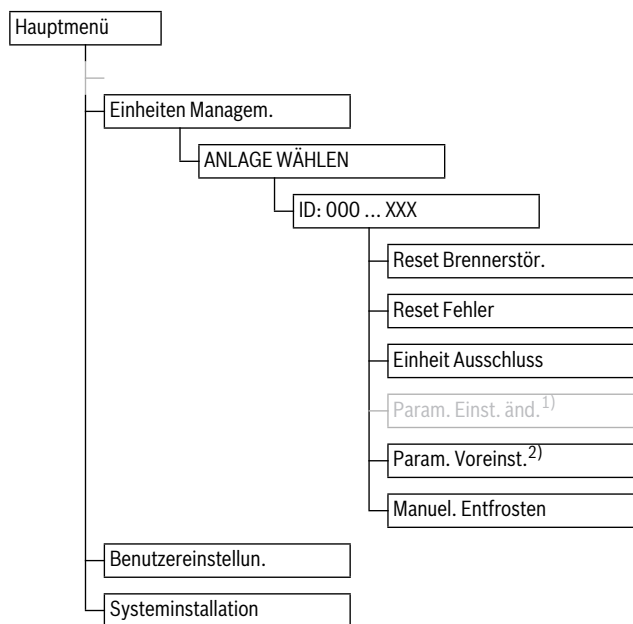 Hauptmenü
Einheiten Managem.
ANLAGE WÄHLEN
ID: 000 ... XXX
Reset Brennerstör.
Reset Fehler
Einheit Ausschluss
Param. Einst. änd.1)
Param. Voreinst.2)
Manuel. Entfrosten
Benutzereinstellun.
Systeminstallation